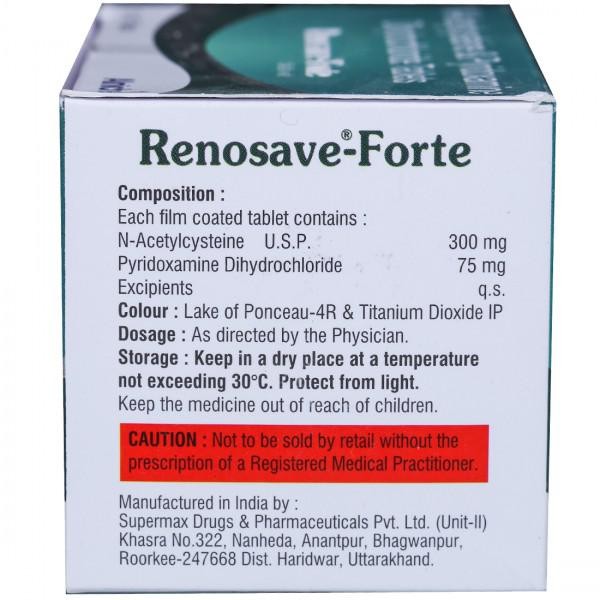 Renosave®-Forte
Composition :
Each film coated tablet contains :
N-Acetylcysteine U.S.P. 300 mg
Pyridoxamine Dihydrochloride 75 mg
Excipients q.s.
Colour : Lake of Ponceau-4R & Titanium Dioxide IP
Dosage : As directed by the Physician.
Storage : Keep in a dry place at a temperature
not exceeding 30°C. Protect from light.
Keep the medicine out of reach of children.
CAUTION : Not to be sold by retail without the
prescription of a Registered Medical Practitioner.
Manufactured in India by :
Supermax Drugs & Pharmaceuticals Pvt. Ltd. (Unit-II)
Khasra No.322, Nanheda, Anantpur, Bhagwanpur,
Roorkee-247668 Dist. Haridwar, Uttarakhand.